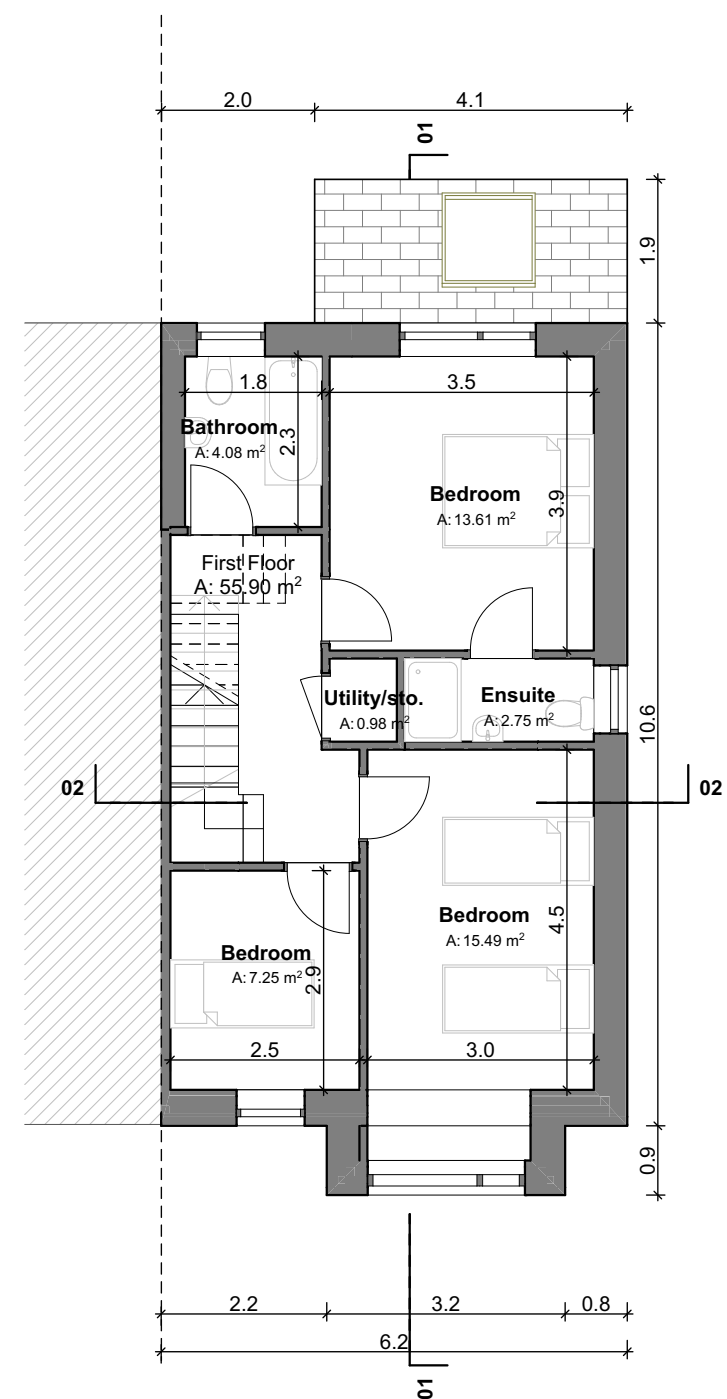 2.0
4.1
01
1.9
1.8
3.5
Bathroom
A: 4.08 m²
2.3
Bedroom
A: 13.61 m²
3.9
First Floor
A: 55.90 m²
Utility/sto.
A: 0.98 m²
Ensuite
A: 2.75 m²
10.6
02
02
Bedroom
A: 15.49 m²
4.5
Bedroom
A: 7.25 m²
2.9
2.5
3.0
0.9
2.2
3.2
0.8
6.2
01